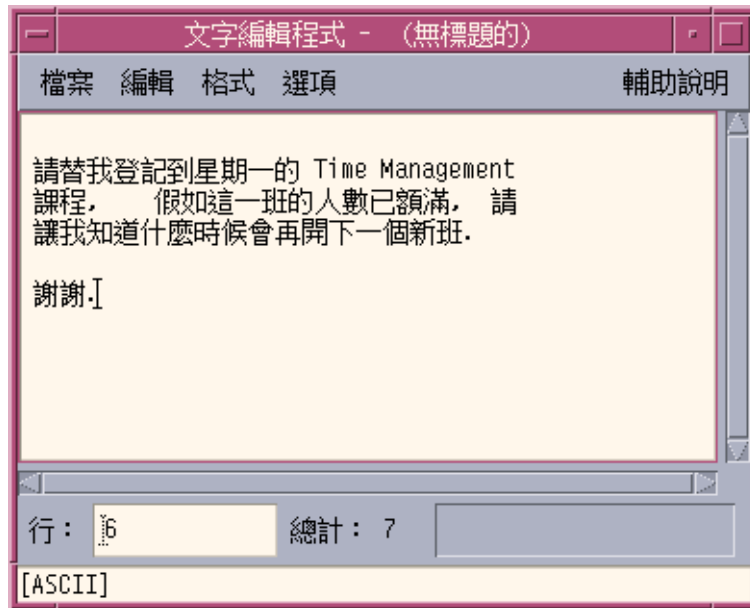 文字編輯程式 - (無標題的)
檔案 編輯 格式 選項 輔助說明
請替我登記到星期一的 Time Management
課程, 假如這一班的人數已額滿, 請
讓我知道什麼時候會再開下一個新班.
謝謝.
行: 6 總計: 7
[ASCII]